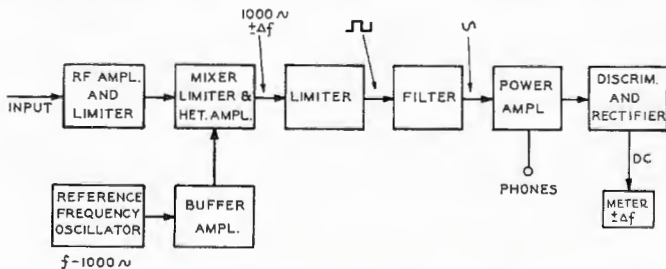 1000 ~
± Δf
INPUT
RF AMPL.
AND
LIMITER
MIXER
LIMITER &
HET. AMPL.
LIMITER
FILTER
POWER
AMPL
DISCRIM.
AND
RECTIFIER
PHONES
DC
METER
± Δf
REFERENCE
FREQUENCY
OSCILLATOR
BUFFER
AMPL.
f-1000 ~